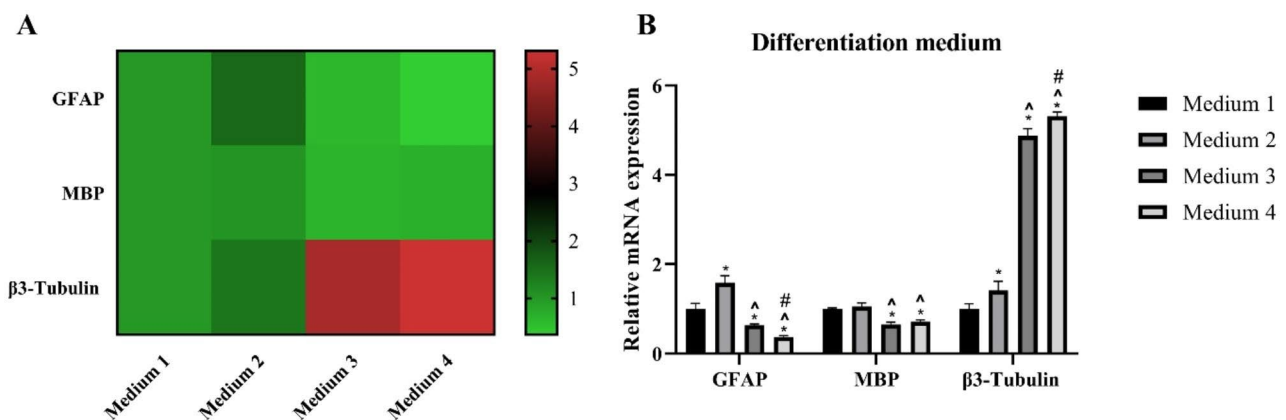 A
GFAP
MBP
β3-Tubulin
Medium 1
Medium 2
Medium 3
Medium 4
5
4
3
2
1
B
Differentiation medium
Relative mRNA expression
6
4
2
0
*
^
*
#
^
*
^
*
^
*
*
^
*
#
^
*
GFAP
MBP
β3-Tubulin
Medium 1
Medium 2
Medium 3
Medium 4